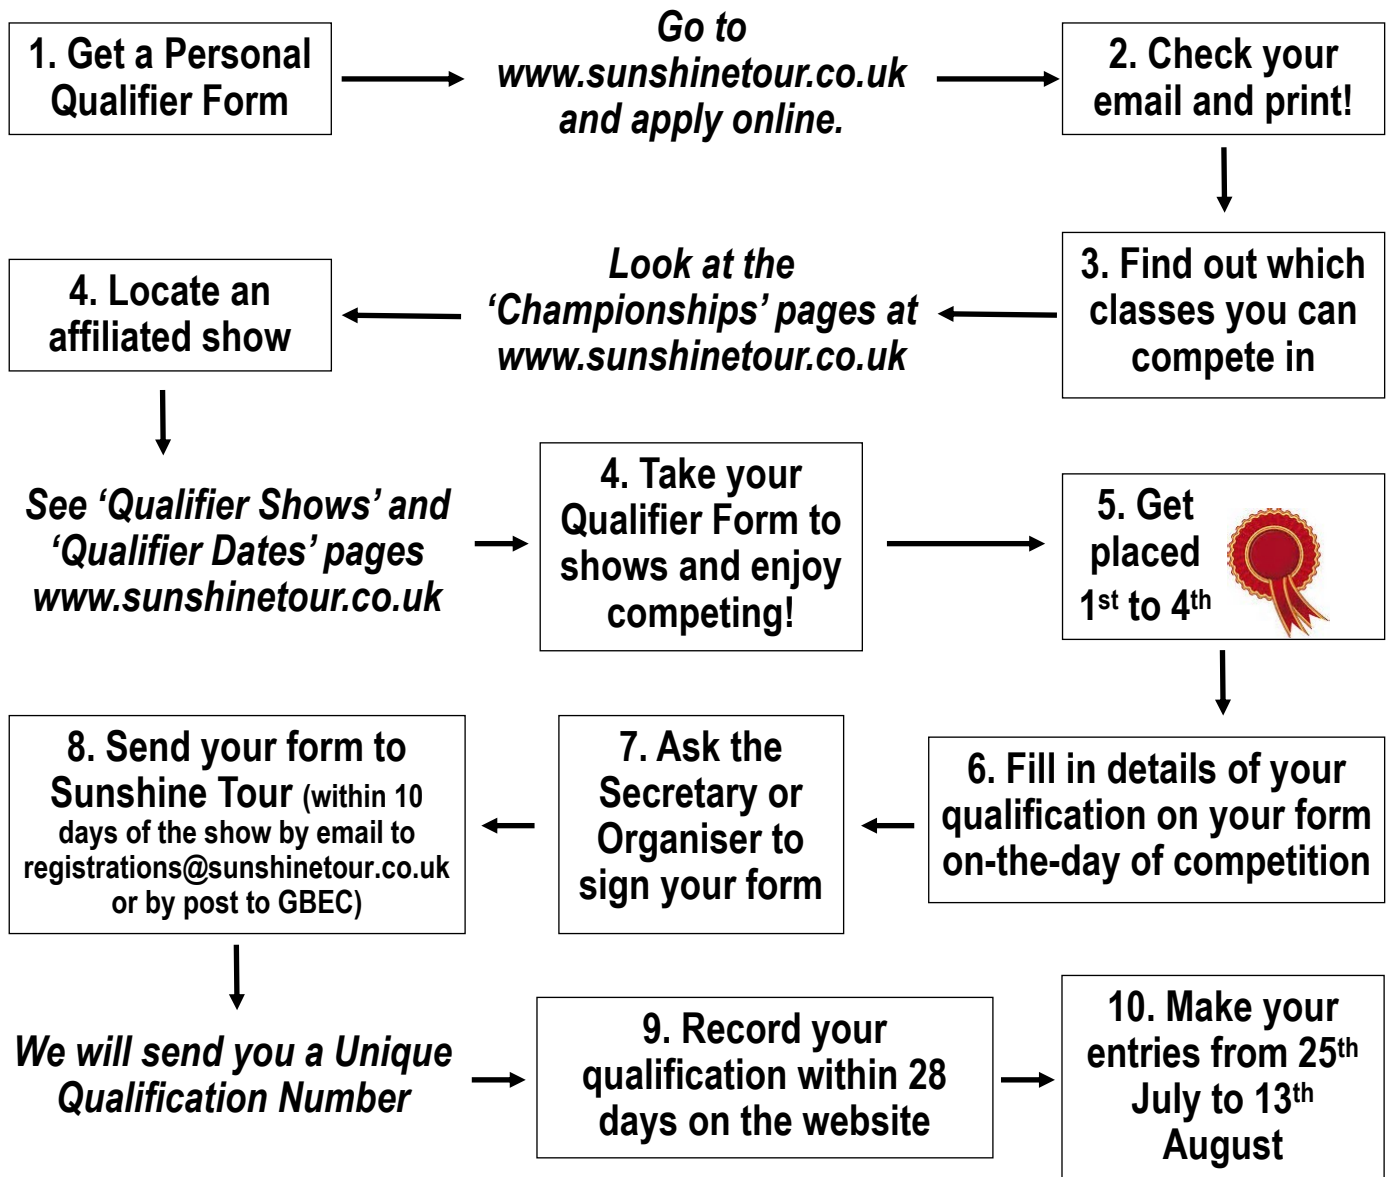 1. Get a Personal
Qualifier Form
Go to
www.sunshinetour.co.uk
and apply online.
2. Check your
email and print!
3. Find out which
classes you can
compete in
Look at the
‘Championships’ pages at
www.sunshinetour.co.uk
4. Locate an
affiliated show
See ‘Qualifier Shows’ and
‘Qualifier Dates’ pages
www.sunshinetour.co.uk
4. Take your
Qualifier Form to
shows and enjoy
competing!
5. Get
placed
1st to 4th
6. Fill in details of your
qualification on your form
on-the-day of competition
7. Ask the
Secretary or
Organiser to
sign your form
8. Send your form to
Sunshine Tour (within 10
days of the show by email to
registrations@sunshinetour.co.uk
or by post to GBEC)
We will send you a Unique
Qualification Number
9. Record your
qualification within 28
days on the website
10. Make your
entries from 25th
July to 13th
August